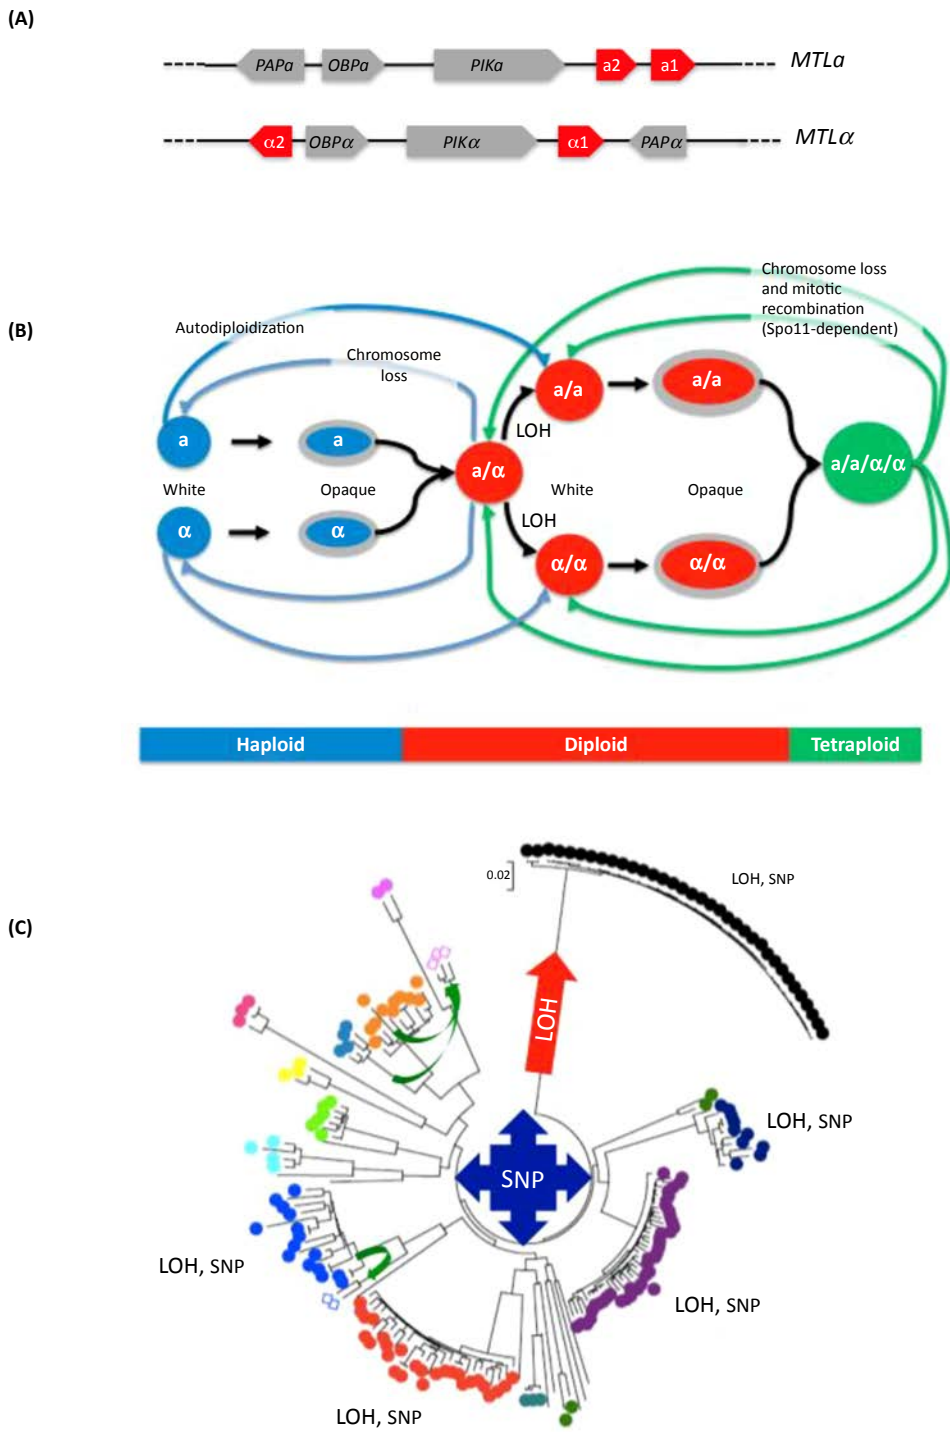 (A)
PAPa OBPa PIKa a2 a1 MTLa
α2 OBPα PIKα α1 PAPα MTLα
(B)
Autodiploidization
Chromosome
loss
Chromosome loss
and mitotic
recombination
(Spo11-dependent)
a/a a/a
LOH
a a a/α a/a/α/α
White Opaque White Opaque
LOH
α α α/α α/α
Haploid Diploid Tetraploid
(C)
0.02
LOH, SNP
LOH
LOH, SNP
SNP
LOH, SNP
LOH, SNP
LOH, SNP